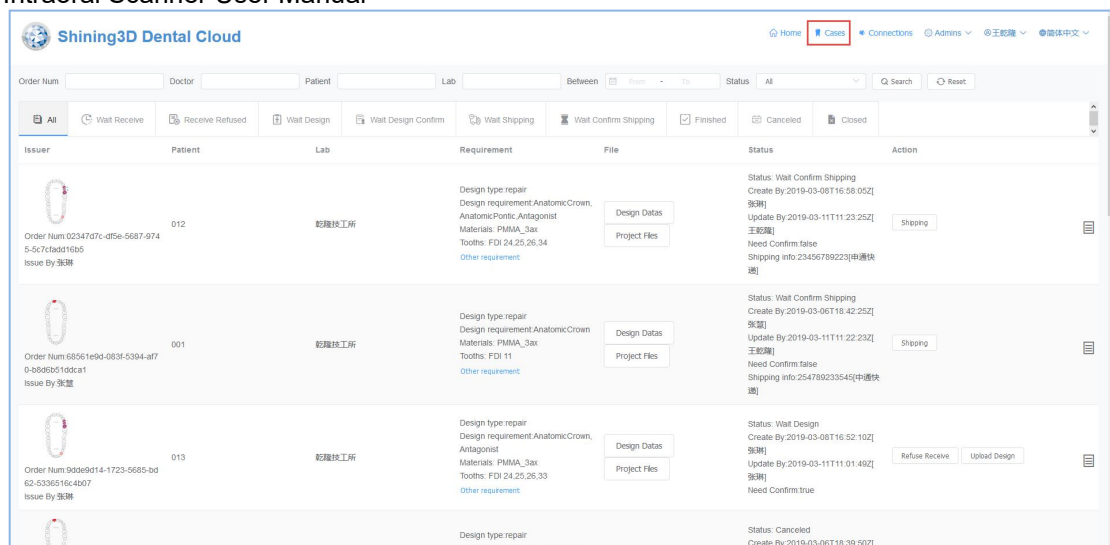 Intraoral Scanner User Manual
Shining3D Dental Cloud
Home Cases Connections Admins @王乾隆 简体中文
Order Num Doctor Patient Lab Between From - To Status All Search Reset
All Wait Receive Receive Refused Wait Design Wait Design Confirm Wait Shipping Wait Confirm Shipping Finished Canceled Closed
Issuer Patient Lab Requirement File Status Action
Order Num:02347d7c-df5e-5687-974
5-5c7cfadd16b5
Issue By:张琳
012
乾隆技工所
Design type:repair
Design requirement:AnatomicCrown,
AnatomicPontic,Antagonist
Materials: PMMA_3ax
Tooths: FDI 24,25,26,34
Other requirement
Design Datas
Project Files
Status: Wait Confirm Shipping
Create By:2019-03-08T16:58:05Z[
张琳]
Update By:2019-03-11T11:23:25Z[
王乾隆]
Need Confirm:false
Shipping info:23456789223[申通快
递]
Shipping
Order Num:68561e9d-083f-5394-af7
0-b8d6b51ddca1
Issue By:张慧
001
乾隆技工所
Design type:repair
Design requirement:AnatomicCrown
Materials: PMMA_3ax
Tooths: FDI 11
Other requirement
Design Datas
Project Files
Status: Wait Confirm Shipping
Create By:2019-03-06T18:42:25Z[
张慧]
Update By:2019-03-11T11:22:23Z[
王乾隆]
Need Confirm:false
Shipping info:254789233545[中通快
递]
Shipping
Order Num:9dde9d14-1723-5685-bd
62-5336516c4b07
Issue By:张琳
013
乾隆技工所
Design type:repair
Design requirement:AnatomicCrown,
Antagonist
Materials: PMMA_3ax
Tooths: FDI 24,25,26,33
Other requirement
Design Datas
Project Files
Status: Wait Design
Create By:2019-03-08T16:52:10Z[
张琳]
Update By:2019-03-11T11:01:49Z[
张琳]
Need Confirm:true
Refuse Receive Upload Design
Design type:repair
Status: Canceled
Create By:2019-03-06T18:39:50Z[